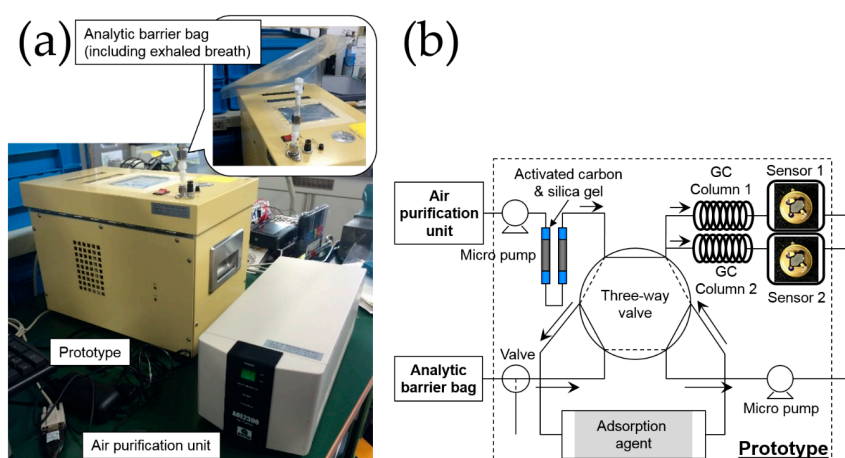 (a)
Analytic barrier bag
(including exhaled breath)
Prototype
Air purification unit
(b)
Activated carbon
& silica gel
GC
Column 1
Sensor 1
Air
purification
unit
Micro pump
GC
Column 2
Sensor 2
Three-way
valve
Analytic
barrier bag
Valve
Micro pump
Adsorption
agent
Prototype